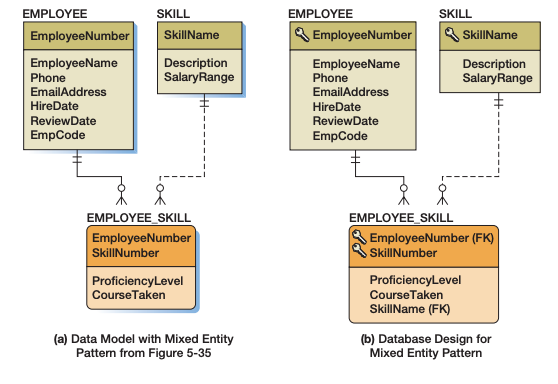 EMPLOYEE
EmployeeNumber
EmployeeName
Phone
EmailAddress
HireDate
ReviewDate
EmpCode
SKILL
SkillName
Description
SalaryRange
EMPLOYEE_SKILL
EmployeeNumber
SkillNumber
ProficiencyLevel
CourseTaken
(a) Data Model with Mixed Entity
Pattern from Figure 5-35
EMPLOYEE
EmployeeNumber
EmployeeName
Phone
EmailAddress
HireDate
ReviewDate
EmpCode
SKILL
SkillName
Description
SalaryRange
EMPLOYEE_SKILL
EmployeeNumber (FK)
SkillNumber
ProficiencyLevel
CourseTaken
SkillName (FK)
(b) Database Design for
Mixed Entity Pattern